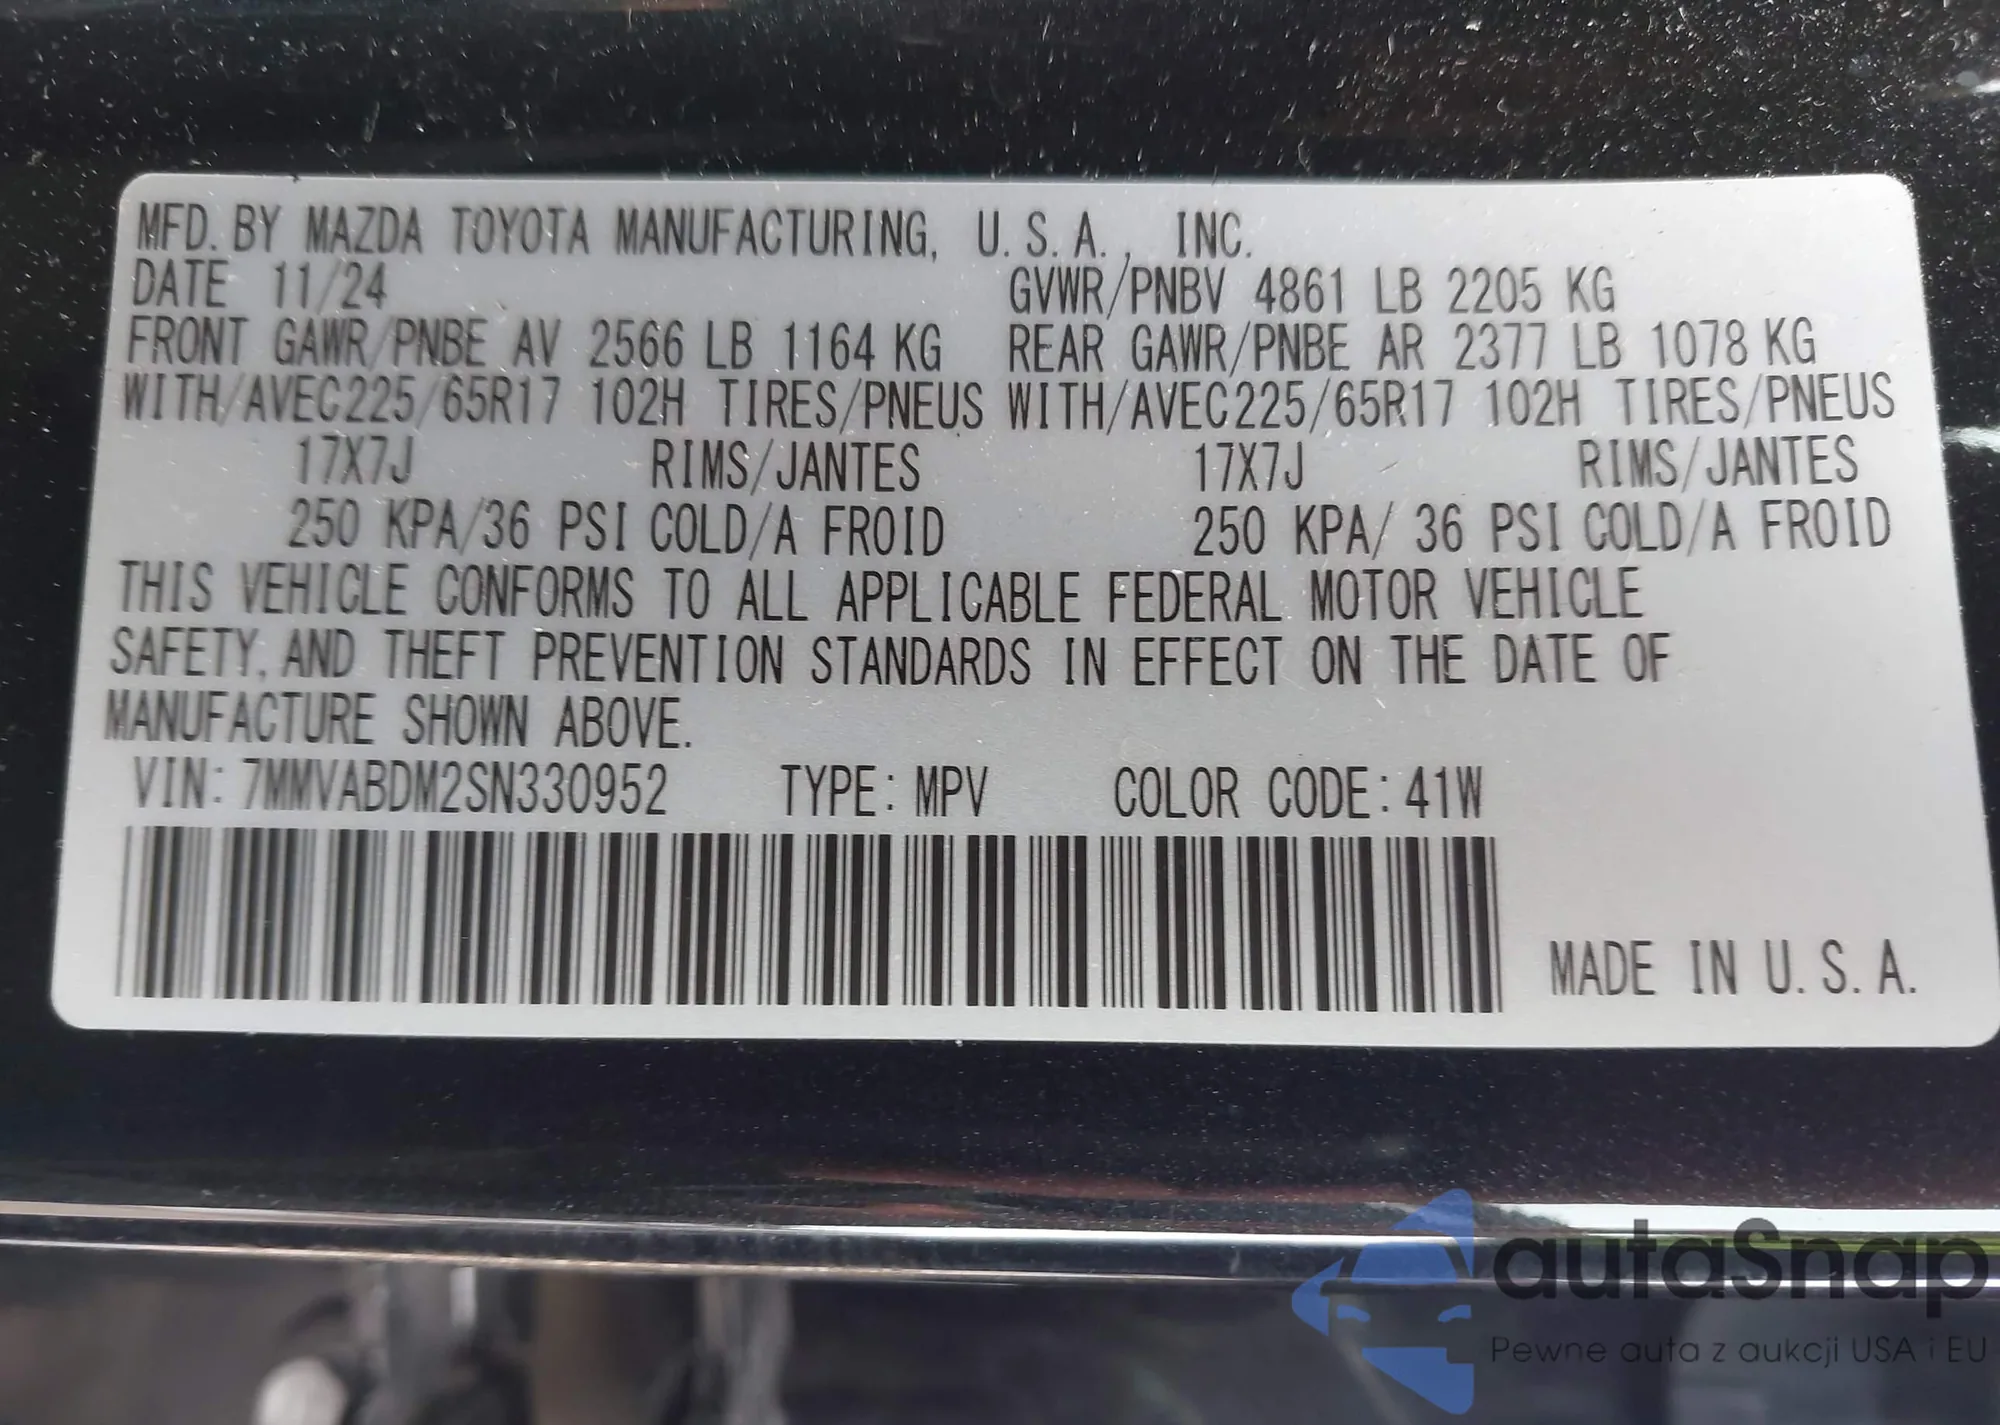 MFD. BY MAZDA TOYOTA MANUFACTURING, U.S.A., INC.
DATE 11/24 GVWR/PNBV 4861 LB 2205 KG
FRONT GAWR/PNBE AV 2566 LB 1164 KG REAR GAWR/PNBE AR 2377 LB 1078 KG
WITH/AVEC225/65R17 102H TIRES/PNEUS WITH/AVEC225/65R17 102H TIRES/PNEUS
17X7J RIMS/JANTES 17X7J RIMS/JANTES
250 KPA/36 PSI COLD/A FROID 250 KPA/ 36 PSI COLD/A FROID
THIS VEHICLE CONFORMS TO ALL APPLICABLE FEDERAL MOTOR VEHICLE
SAFETY, AND THEFT PREVENTION STANDARDS IN EFFECT ON THE DATE OF
MANUFACTURE SHOWN ABOVE.
VIN: 7MMVABDM2SN330952 TYPE: MPV COLOR CODE: 41W
MADE IN U.S.A.
autaSnap
Pewne auta z aukcji USA i EU